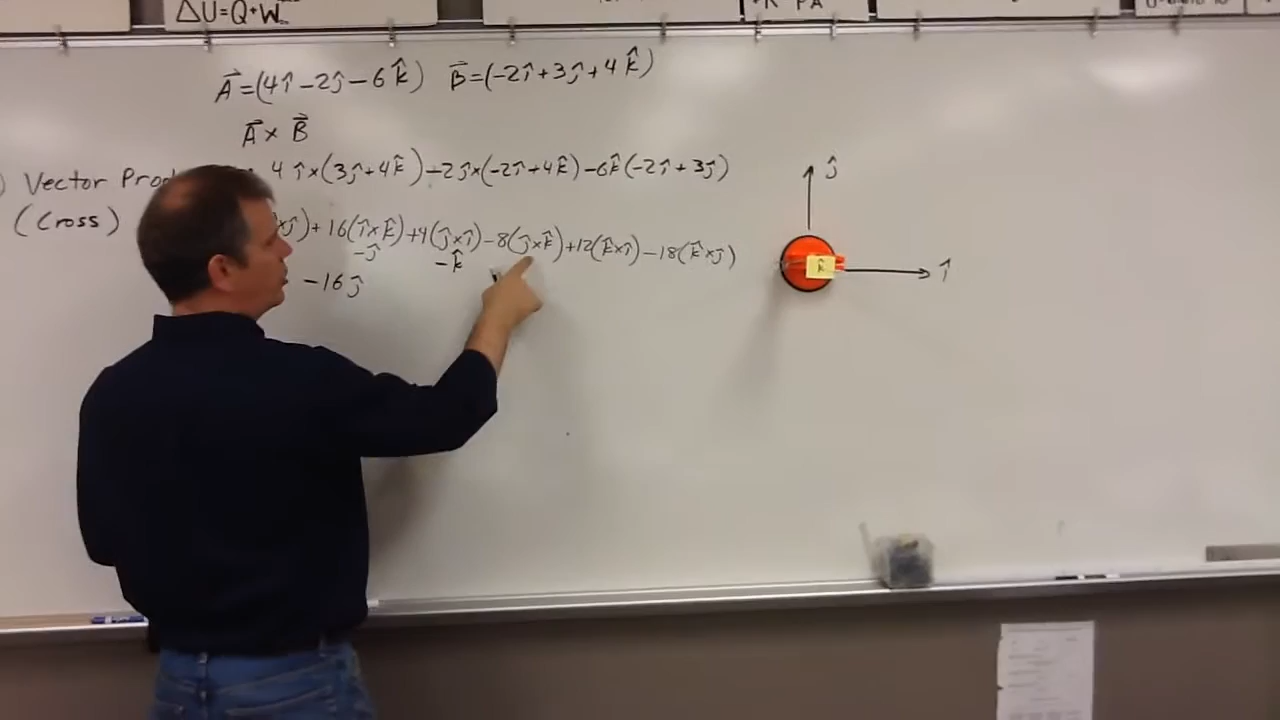 ΔU=Q+W
A⃗=(4î-2ĵ-6k̂) B⃗=(-2î+3ĵ+4k̂)
A⃗×B⃗
) Vector Prod 4î×(3ĵ+4k̂)-2ĵ×(-2î+4k̂)-6k̂(-2î+3ĵ)
(Cross) ×ĵ)+16(î×k̂)+4(ĵ×î)-8(ĵ×k̂)+12(k̂×î)-18(k̂×ĵ)
-ĵ -k̂
-16ĵ
ĵ
k̂
î